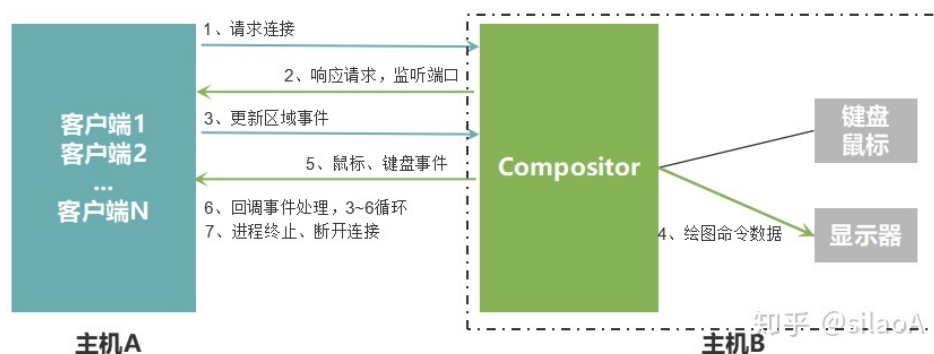 1、请求连接
2、响应请求，监听端口
3、更新区域事件
5、鼠标、键盘事件
6、回调事件处理，3~6循环
7、进程终止、断开连接
客户端1
客户端2
...
客户端N
Compositor
键盘
鼠标
4、绘图命令数据
显示器
主机A
主机B
知乎 @silaoA